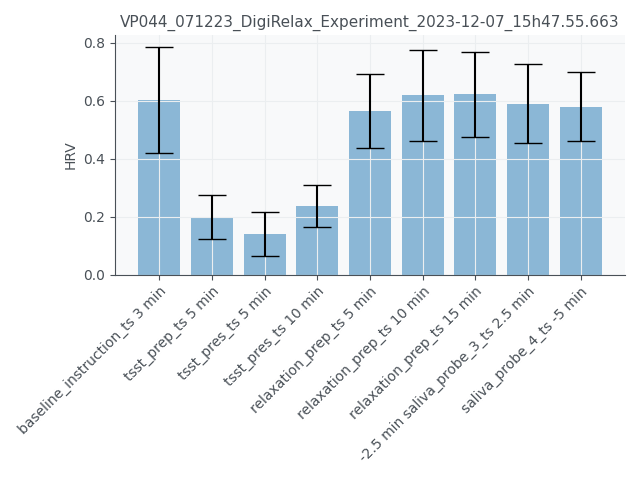 VP044_071223_DigiRelax_Experiment_2023-12-07_15h47.55.663
0.8
0.6
0.4
0.2
0.0
HRV
baseline_instruction_ts 3 min
tsst_prep_ts 5 min
tsst_pres_ts 5 min
tsst_pres_ts 10 min
relaxation_prep_ts 5 min
relaxation_prep_ts 10 min
relaxation_prep_ts 15 min
-2.5 min saliva_probe_3_ts 2.5 min
saliva_probe_4_ts -5 min